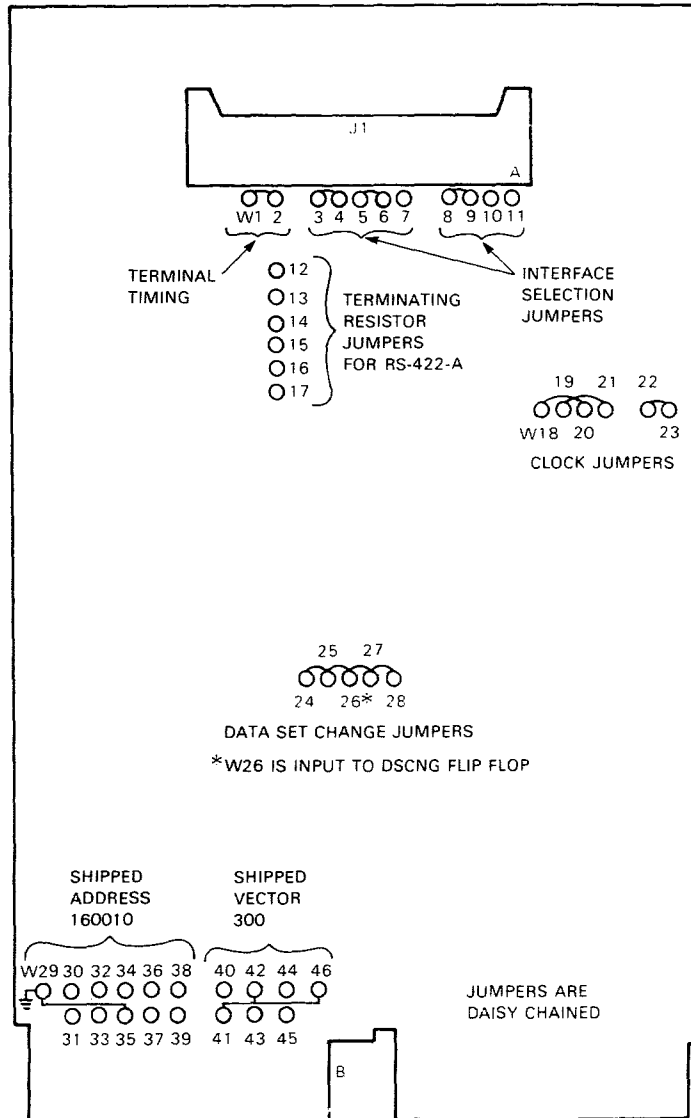 J1
A
W1 2 3 4 5 6 7 8 9 10 11
TERMINAL
TIMING
INTERFACE
SELECTION
JUMPERS
12
13
14
15
16
17
TERMINATING
RESISTOR
JUMPERS
FOR RS-422-A
19 21 22
W18 20 23
CLOCK JUMPERS
25 27
24 26* 28
DATA SET CHANGE JUMPERS
*W26 IS INPUT TO DSCNG FLIP FLOP
SHIPPED
ADDRESS
160010
SHIPPED
VECTOR
300
W29 30 32 34 36 38 40 42 44 46
31 33 35 37 39 41 43 45
JUMPERS ARE
DAISY CHAINED
B